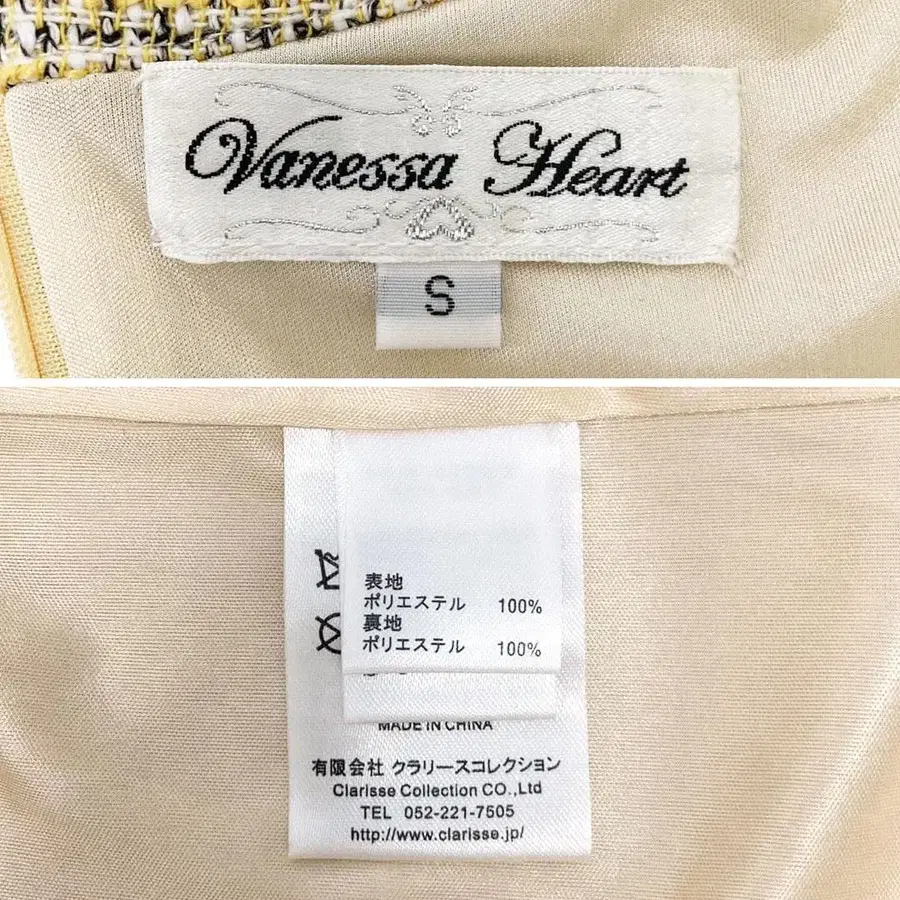 Vanessa Heart
S
表地
ポリエステル 100%
裏地
ポリエステル 100%
MADE IN CHINA
有限会社 クラリースコレクション
Clarisse Collection CO.,Ltd
TEL 052-221-7505
http://www.clarisse.jp/